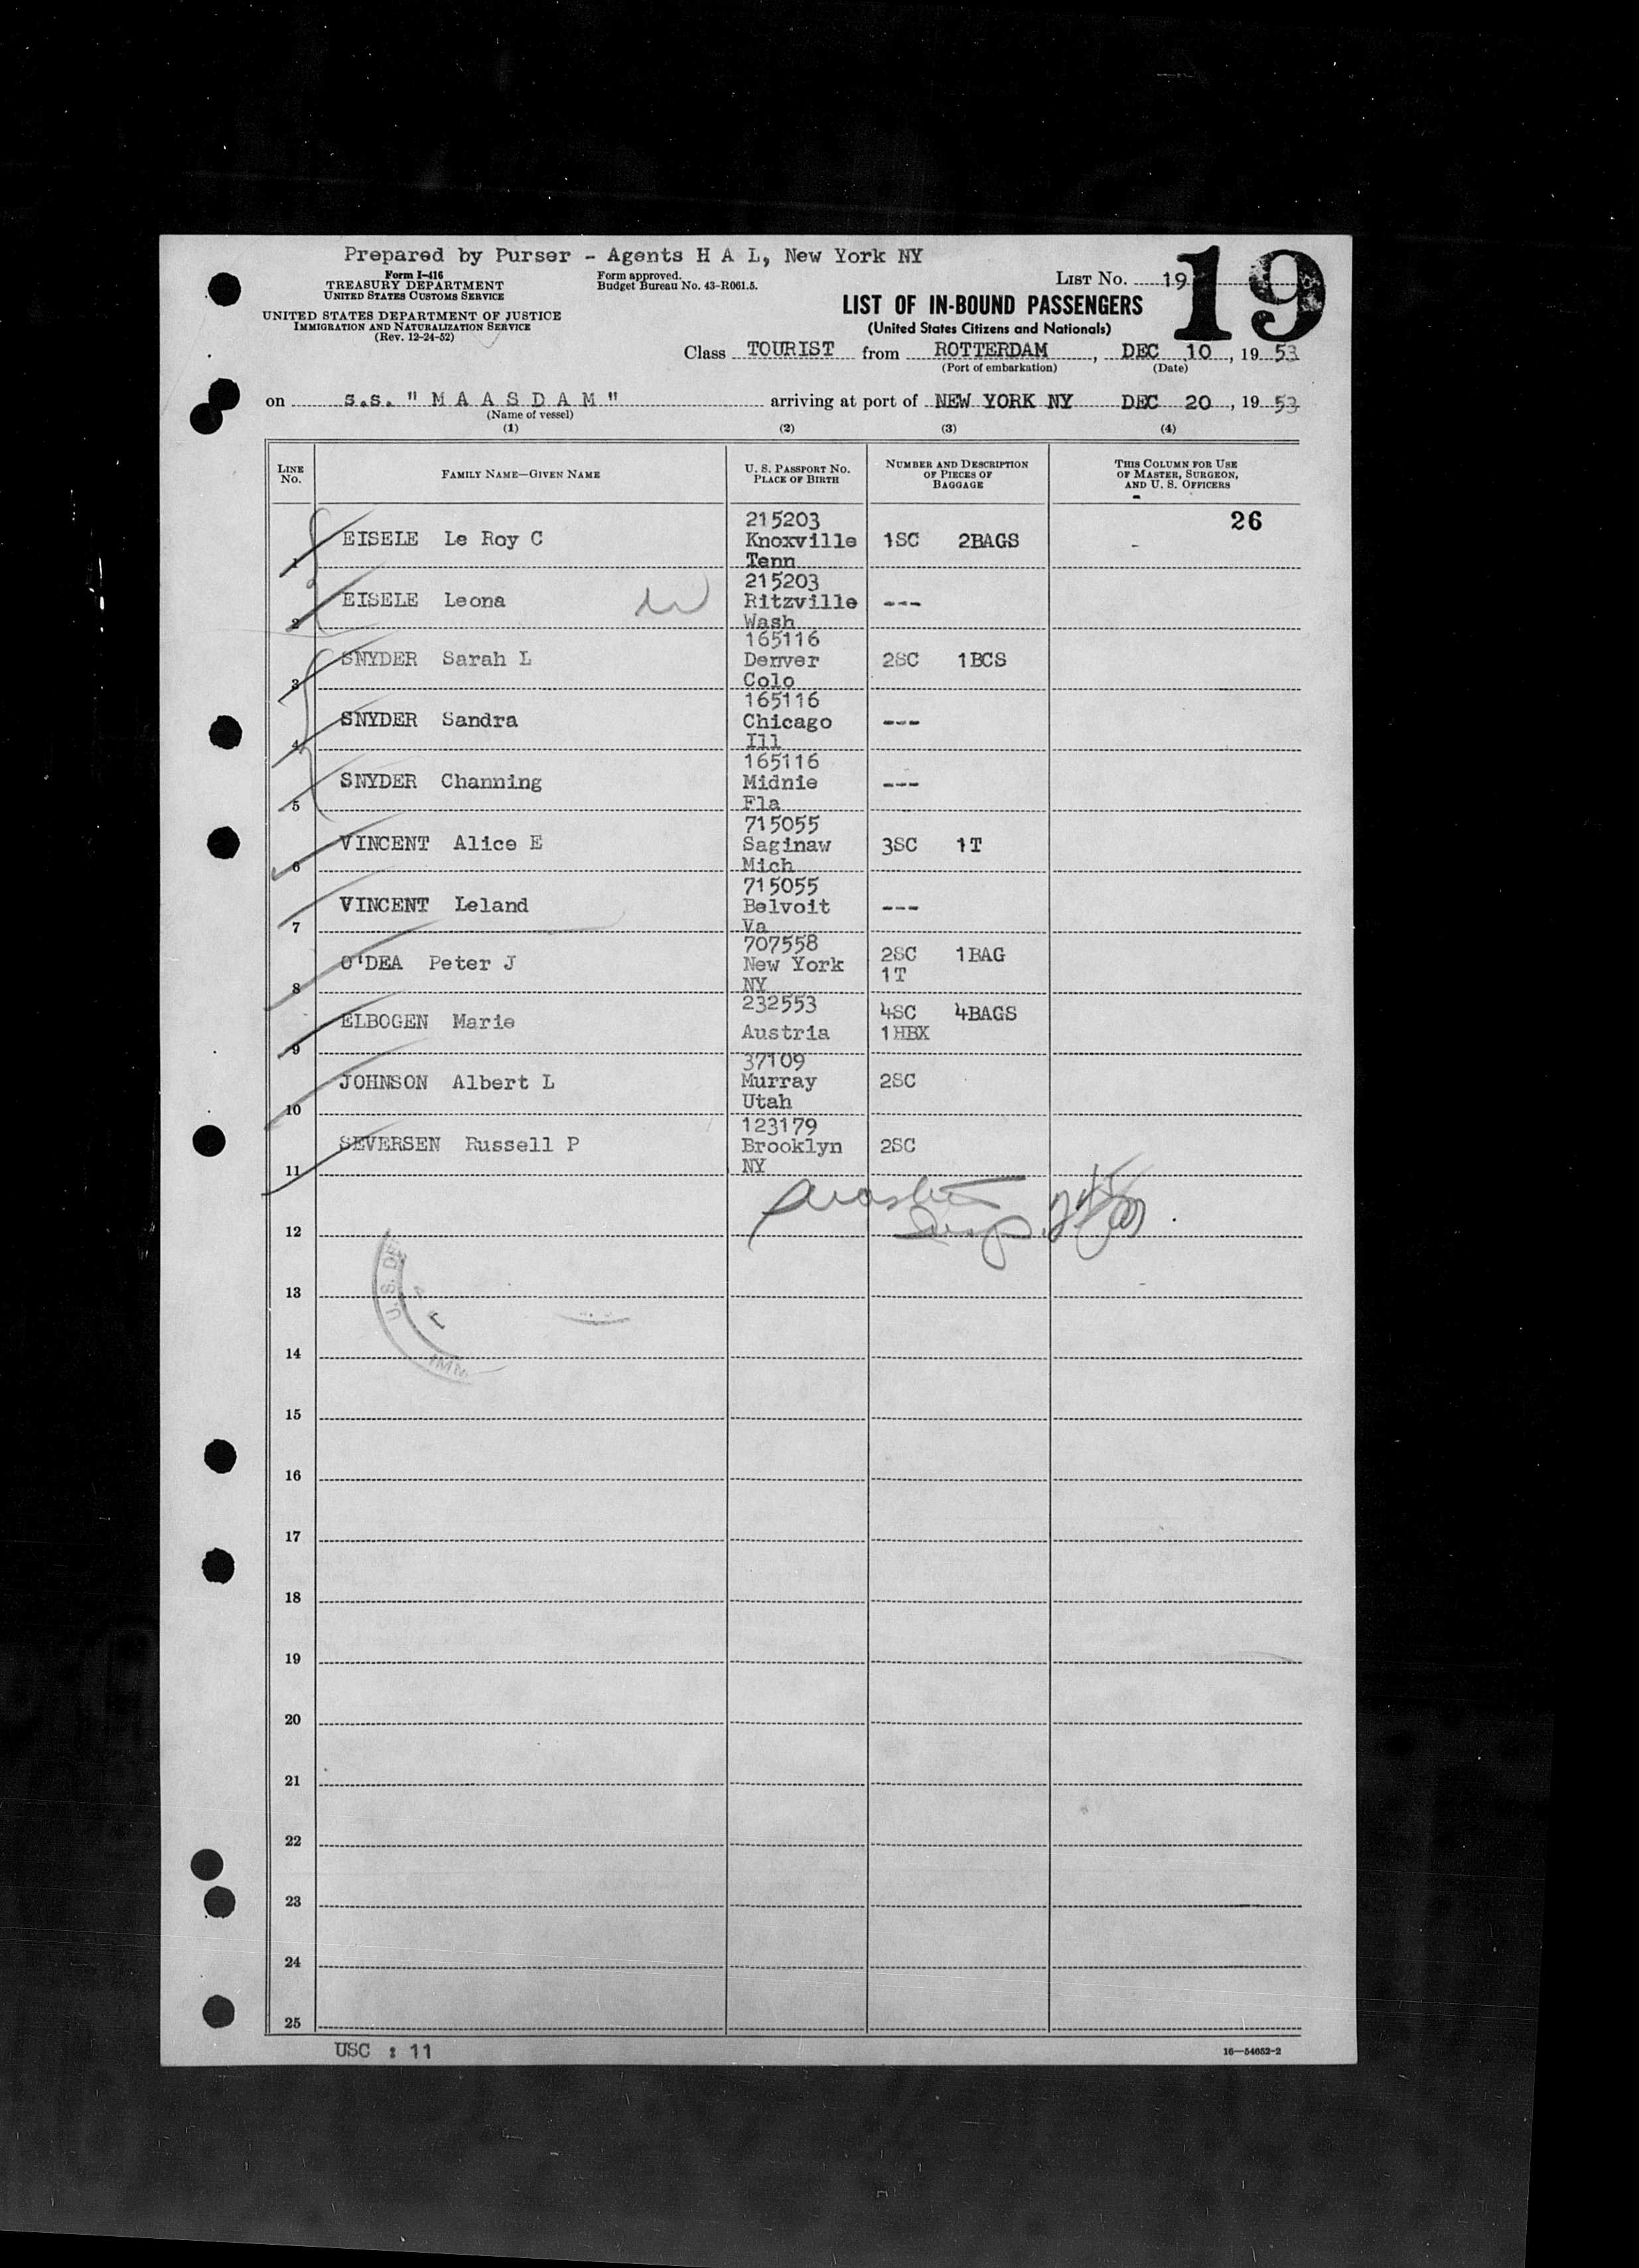 Prepared by Purser - Agents H A L, New York NY
Form I-416
TREASURY DEPARTMENT
UNITED STATES CUSTOMS SERVICE
UNITED STATES DEPARTMENT OF JUSTICE
IMMIGRATION AND NATURALIZATION SERVICE
(Rev. 12-24-52)
Form approved.
Budget Bureau No. 43-R061.5.
LIST No. 19
19
LIST OF IN-BOUND PASSENGERS
(United States Citizens and Nationals)
Class TOURIST from ROTTERDAM, DEC 10, 19 53
(Port of embarkation) (Date)
on s.s. " M A A S D A M " arriving at port of NEW YORK NY DEC 20, 19 53
(Name of vessel)
(1) (2) (3) (4)
LINE No. FAMILY NAME—GIVEN NAME U. S. PASSPORT NO. PLACE OF BIRTH NUMBER AND DESCRIPTION OF PIECES OF BAGGAGE THIS COLUMN FOR USE OF MASTER, SURGEON, AND U. S. OFFICERS
26
1 EISELE Le Roy C 215203 Knoxville Tenn 1SC 2BAGS -
2 EISELE Leona 215203 Ritzville Wash ---
3 SNYDER Sarah L 165116 Denver Colo 2SC 1BCS
4 SNYDER Sandra 165116 Chicago Ill ---
5 SNYDER Channing 165116 Midnie Fla ---
6 VINCENT Alice E 715055 Saginaw Mich 3SC 1T
7 VINCENT Leland 715055 Belvoit Va ---
8 O'DEA Peter J 707558 New York NY 2SC 1BAG 1T
9 ELBOGEN Marie 232553 Austria 4SC 4BAGS 1HBX
10 JOHNSON Albert L 37109 Murray Utah 2SC
11 SEVERSEN Russell P 123179 Brooklyn NY 2SC
12
13
U.S. DE
IMM
14
15
16
17
18
19
20
21
22
23
24
25
USC : 11
16—54652-2